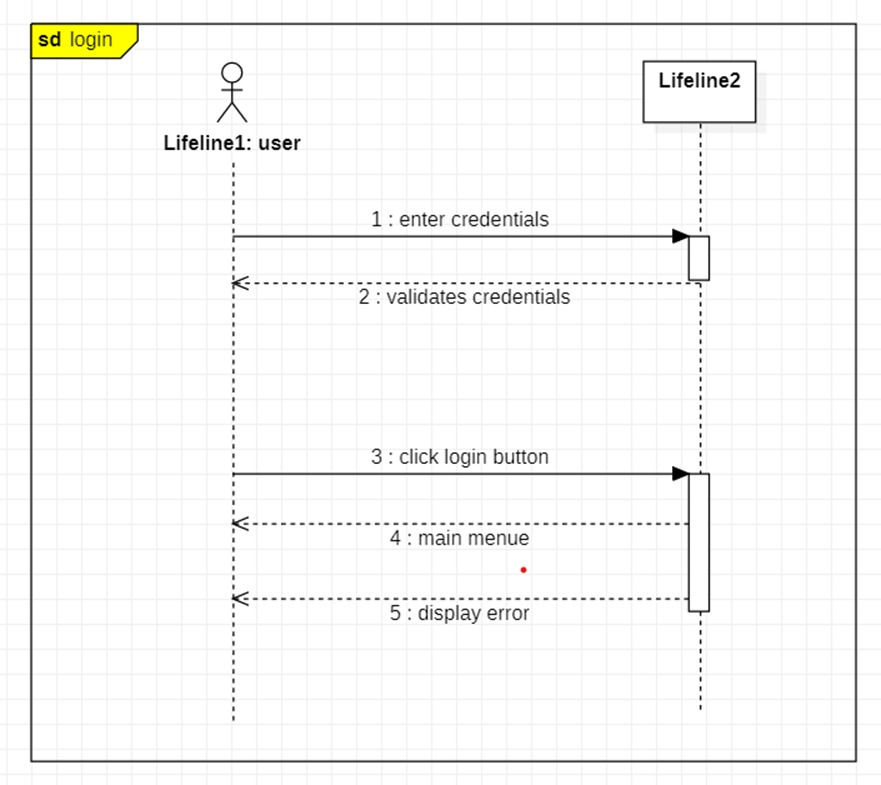 sd login
Lifeline2
Lifeline1: user
1 : enter credentials
2 : validates credentials
3 : click login button
4 : main menue
5 : display error